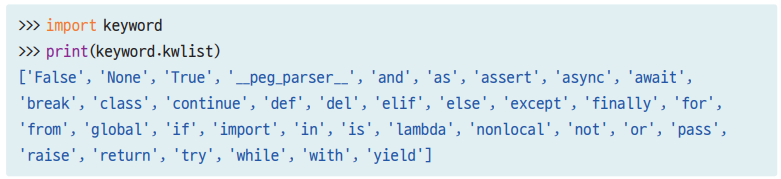 >>> import keyword
>>> print(keyword.kwlist)
['False', 'None', 'True', '__peg_parser__', 'and', 'as', 'assert', 'async', 'await',
'break', 'class', 'continue', 'def', 'del', 'elif', 'else', 'except', 'finally', 'for',
'from', 'global', 'if', 'import', 'in', 'is', 'lambda', 'nonlocal', 'not', 'or', 'pass',
'raise', 'return', 'try', 'while', 'with', 'yield']